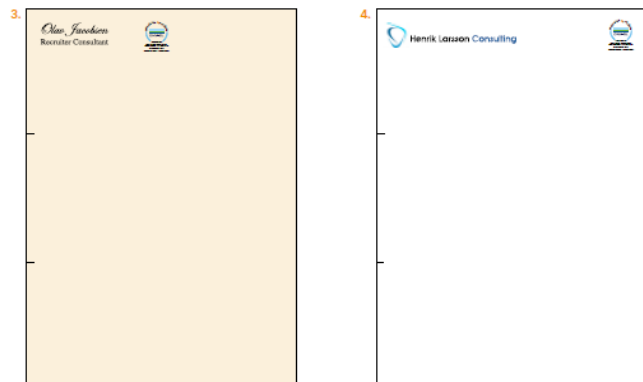 3.
Olav Jacobsen
Recruiter Consultant
4.
Henrik Larsson Consulting